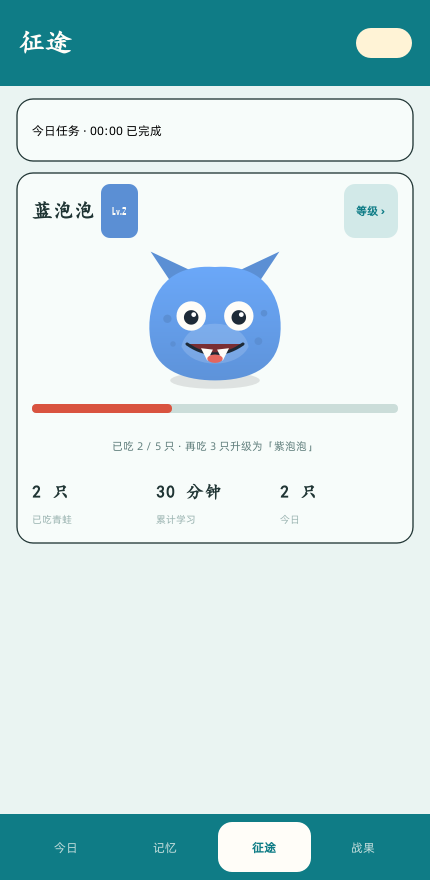 征途
今日任务 · 00:00 已完成
蓝泡泡 Lv.2 等级 ›
已吃 2 / 5 只 · 再吃 3 只升级为「紫泡泡」
2 只 30 分钟 2 只
已吃青蛙 累计学习 今日
今日 记忆 征途 战果